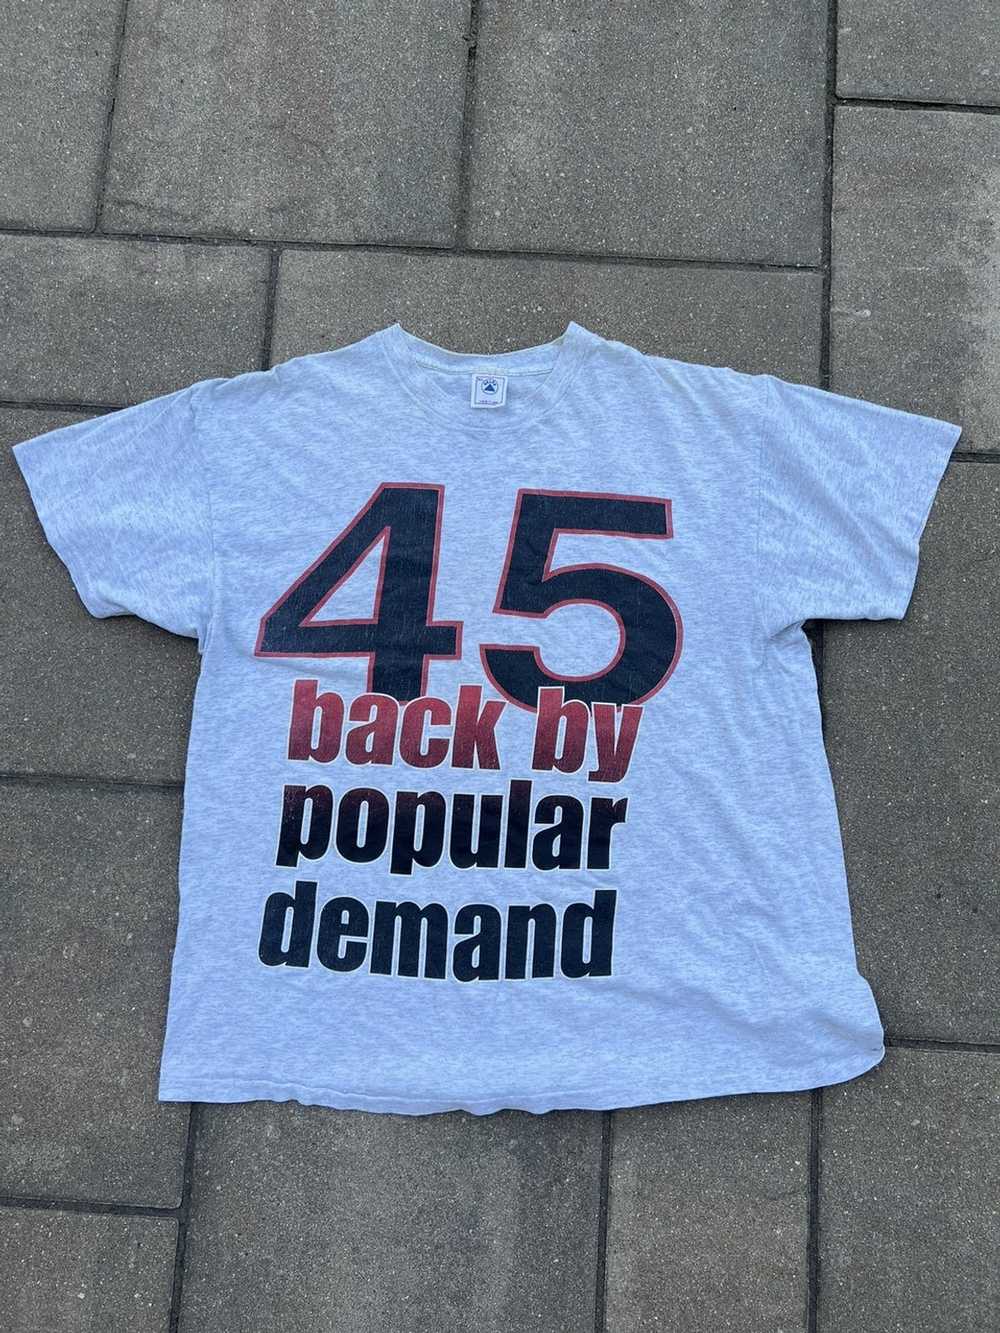 45
back by
popular
demand